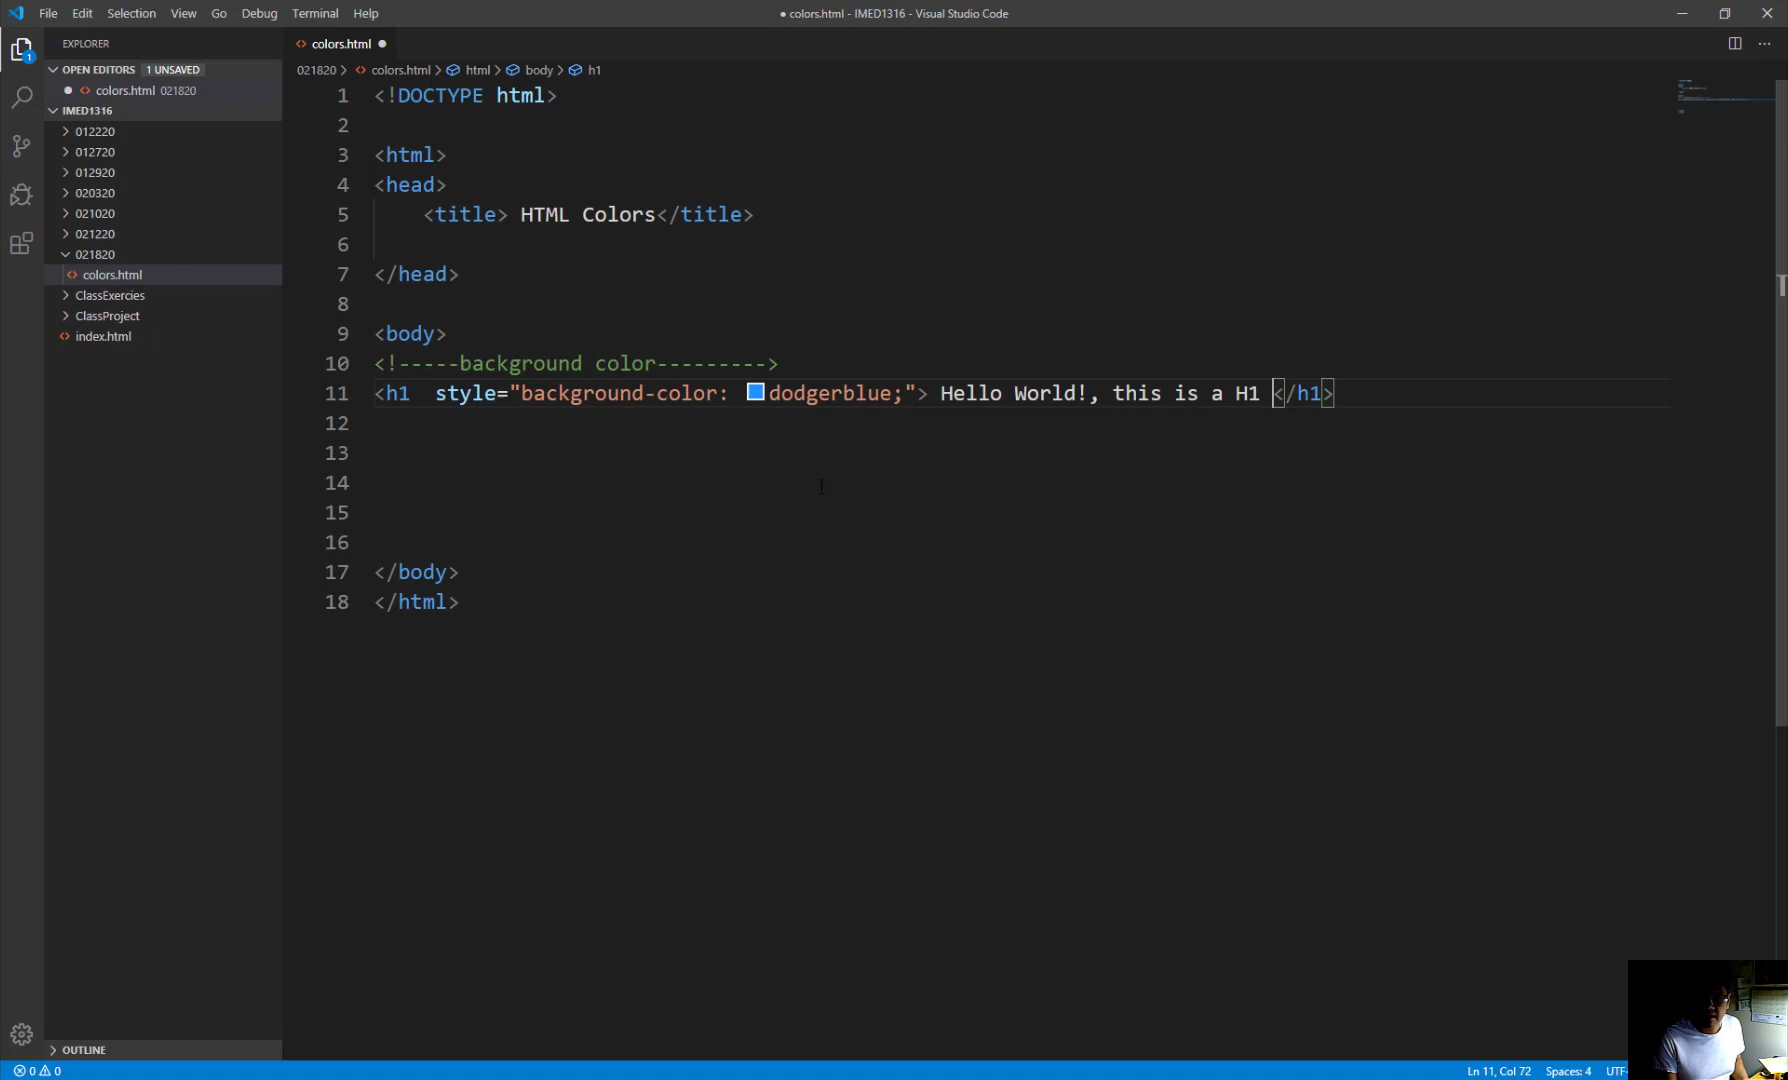 File Edit Selection View Go Debug Terminal Help
● colors.html - IMED1316 - Visual Studio Code
EXPLORER
OPEN EDITORS 1 UNSAVED
colors.html 021820
IMED1316
012220
012720
012920
020320
021020
021220
021820
colors.html
ClassExercies
ClassProject
index.html
OUTLINE
1
colors.html
021820 > colors.html > html > body > h1
1 <!DOCTYPE html>
2
3 <html>
4 <head>
5 <title> HTML Colors</title>
6
7 </head>
8
9 <body>
10 <!-----background color--------->
11 <h1  style="background-color: dodgerblue;"> Hello World!, this is a H1 </h1>
12
13
14
15
16
17 </body>
18 </html>
0 0
Ln 11, Col 72 Spaces: 4 UTF-